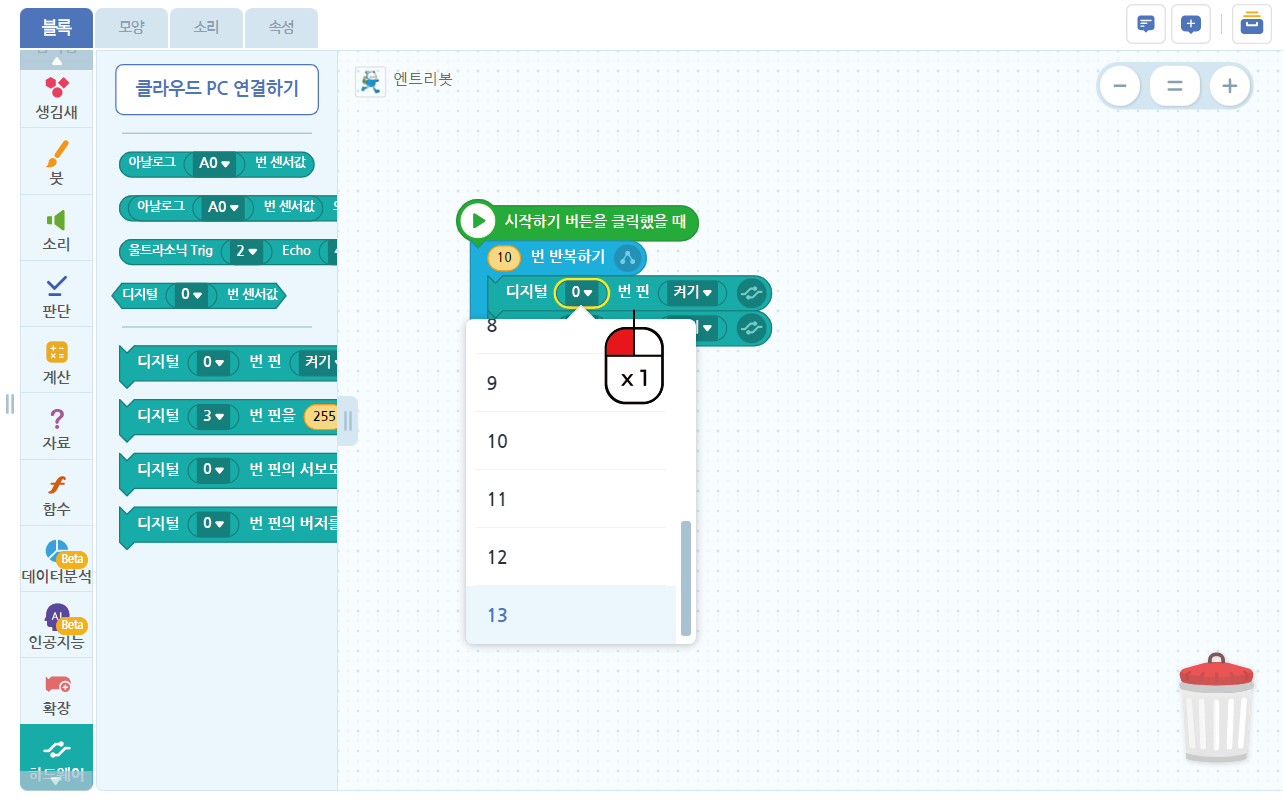 블록
모양
소리
속성
생김새
붓
소리
판단
계산
자료
함수
Beta
데이터분석
AI
Beta
인공지능
확장
하드웨어
클라우드 PC 연결하기
아날로그 A0 번 센서값
아날로그 A0 번 센서값
울트라소닉 Trig 2 Echo
디지털 0 번 센서값
디지털 0 번 핀 켜기
디지털 3 번 핀을 255
디지털 0 번 핀의 서보모
디지털 0 번 핀의 버저를
엔트리봇
시작하기 버튼을 클릭했을 때
10 번 반복하기
디지털 0 번 핀 켜기
8
9
10
11
12
13
x 1